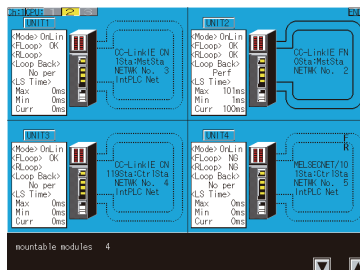 2
END
UNIT1
<Mode> OnLin
<FLoop> OK
<RLoop> OK
<Loop Back>
No per
<LS Time>
Max 0ms
Min 0ms
Curr 0ms
CC-LinkIE CN
1Sta:MstSta
NETWK No. 3
IntPLC Net
UNIT2
<Mode> OnLin
<FLoop>
<RLoop>
<Loop Back>
Perf
<LS Time>
Max 101ms
Min 1ms
Curr 100ms
CC-LinkIE FN
0Sta:MstSta
NETWK No. 2
UNIT3
<Mode> OnLin
<FLoop> OK
<RLoop>
<Loop Back>
No per
<LS Time>
Max 0ms
Min 0ms
Curr 0ms
CC-LinkIE CN
119Sta:CtrlSta
NETWK No. 4
IntPLC Net
UNIT4
<Mode> OnLin
<FLoop> NG
<RLoop> NG
<Loop Back>
No per
<LS Time>
Max 0ms
Min 0ms
Curr 0ms
F
R
MELSECNET/10
1Sta:CtrlSta
NETWK No. 5
IntPLC Net
mountable modules 4